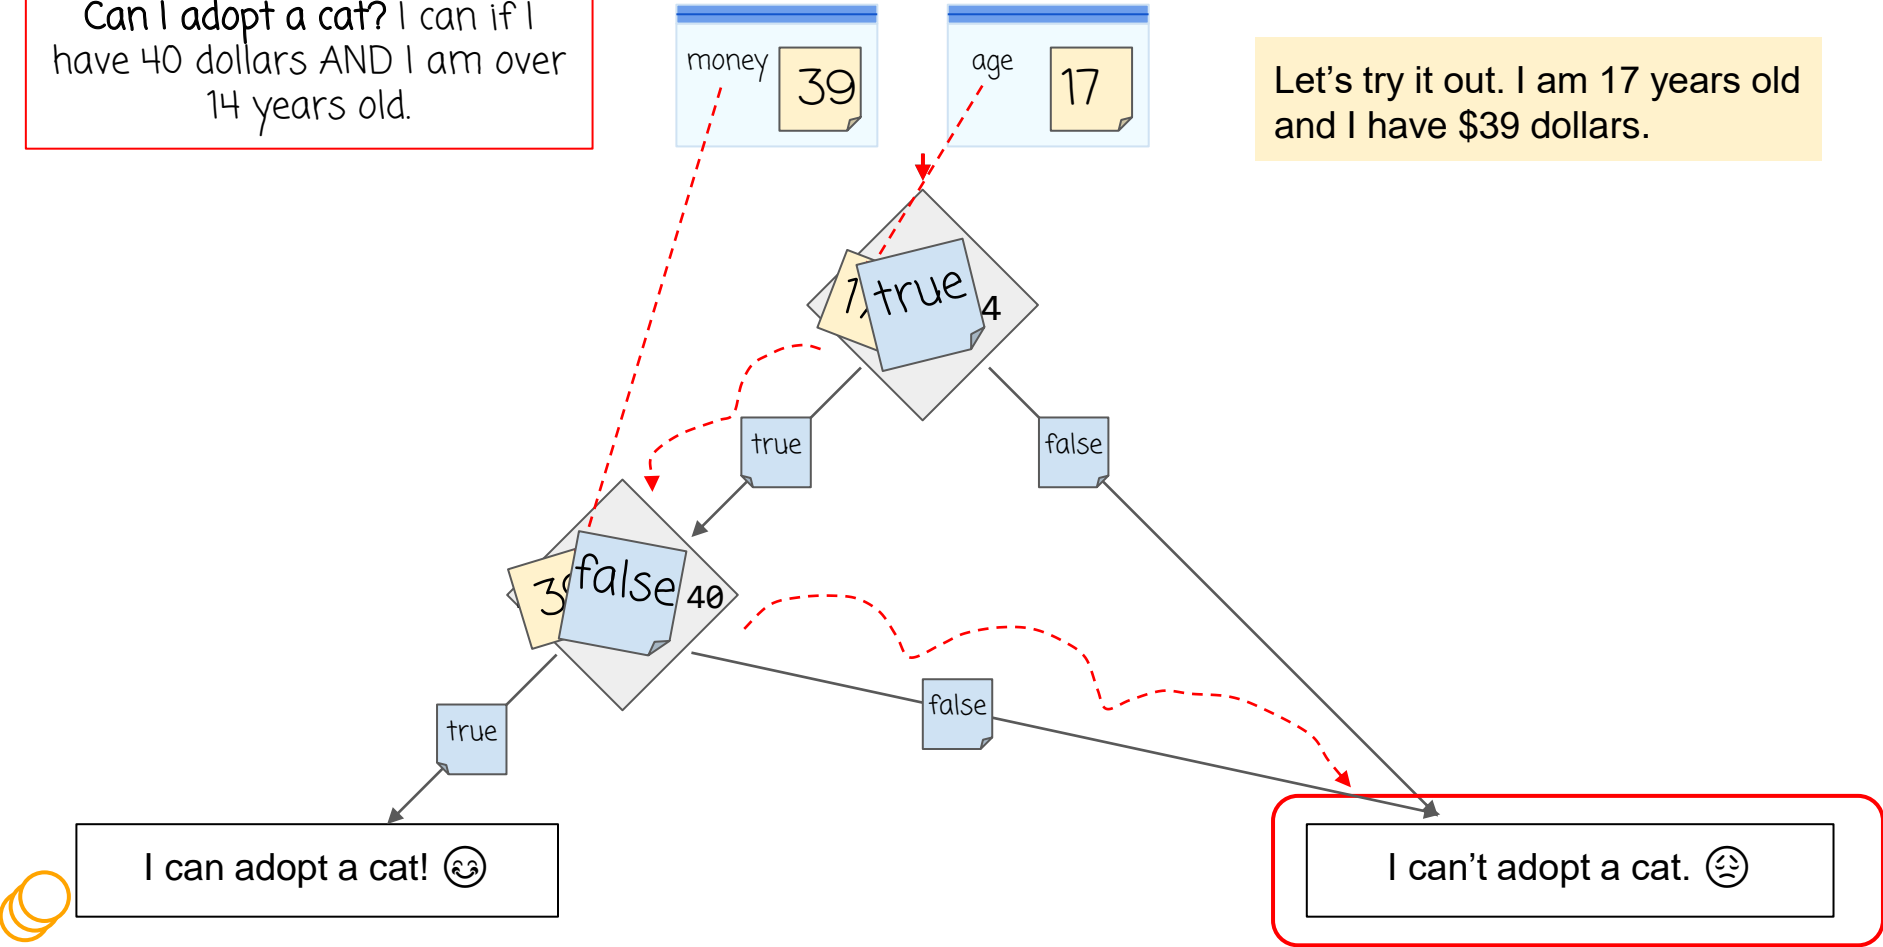 Can I adopt a cat? I can if I
have 40 dollars AND I am over
14 years old.
money
39
age
17
Let's try it out. I am 17 years old
and I have $39 dollars.
true
4
true
false
false
40
true
false
I can adopt a cat! 😊
I can't adopt a cat. 😔